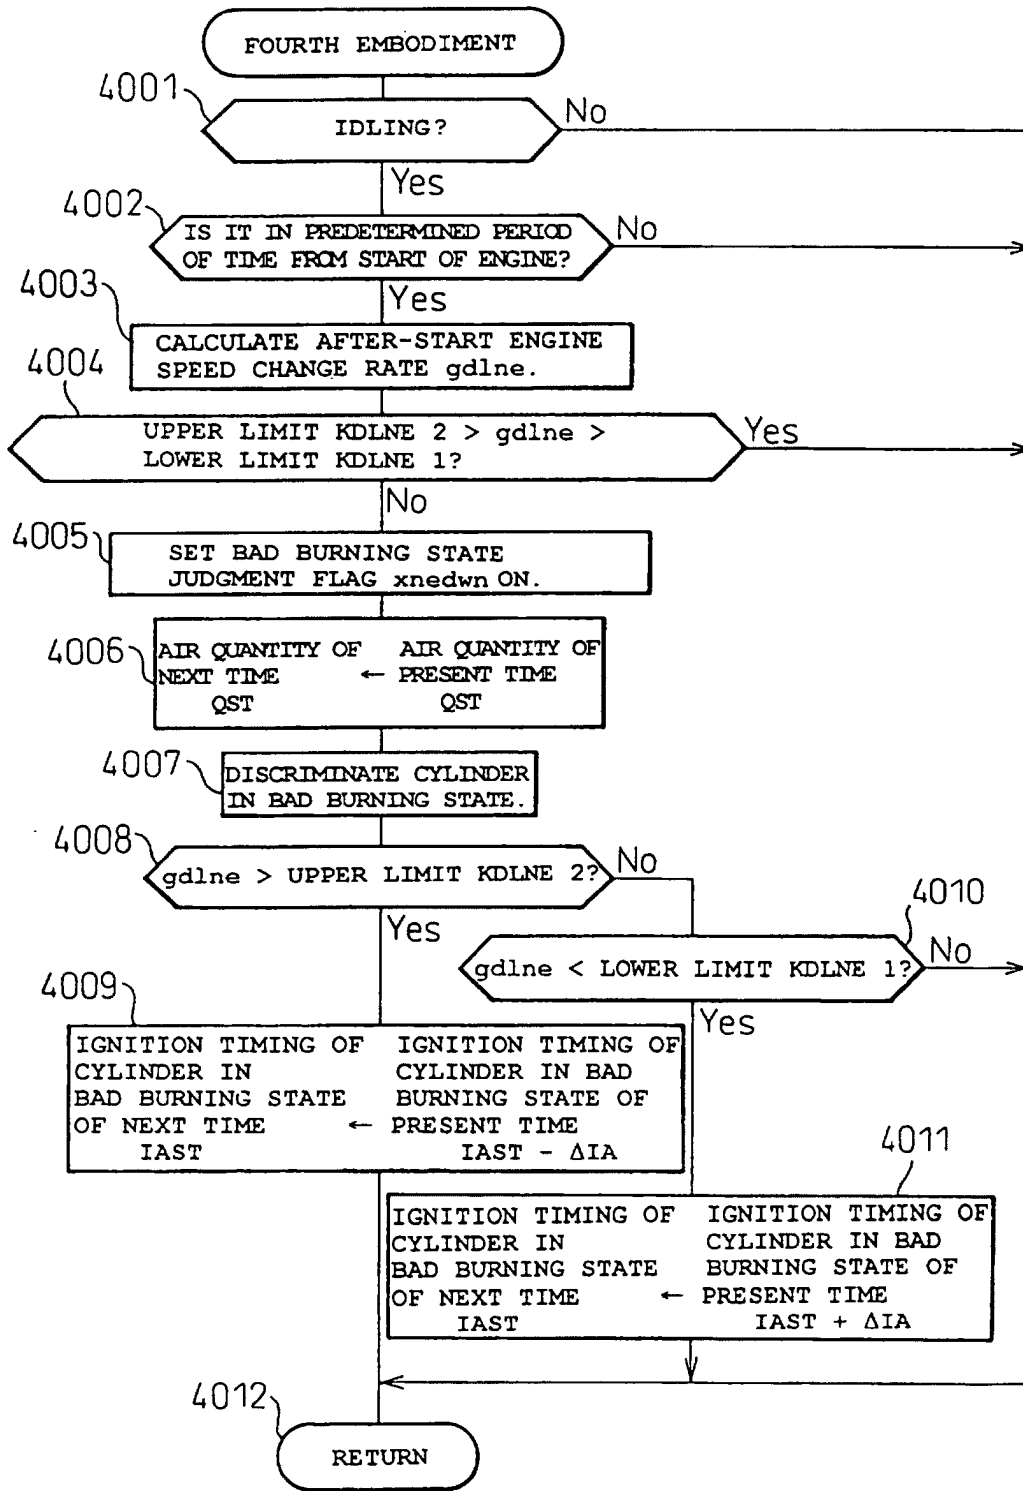 FOURTH EMBODIMENT
4001
IDLING?
No
Yes
4002
IS IT IN PREDETERMINED PERIOD
OF TIME FROM START OF ENGINE?
No
Yes
4003
CALCULATE AFTER-START ENGINE
SPEED CHANGE RATE gdlne.
4004
UPPER LIMIT KDLNE 2 > gdlne >
LOWER LIMIT KDLNE 1?
Yes
No
4005
SET BAD BURNING STATE
JUDGMENT FLAG xnedwn ON.
4006
AIR QUANTITY OF AIR QUANTITY OF
NEXT TIME ← PRESENT TIME
QST QST
4007
DISCRIMINATE CYLINDER
IN BAD BURNING STATE.
4008
gdlne > UPPER LIMIT KDLNE 2?
No
Yes
4010
gdlne < LOWER LIMIT KDLNE 1?
No
Yes
4009
IGNITION TIMING OF IGNITION TIMING OF
CYLINDER IN CYLINDER IN BAD
BAD BURNING STATE BURNING STATE OF
OF NEXT TIME ← PRESENT TIME
IAST IAST - ΔIA
4011
IGNITION TIMING OF IGNITION TIMING OF
CYLINDER IN CYLINDER IN BAD
BAD BURNING STATE BURNING STATE OF
OF NEXT TIME ← PRESENT TIME
IAST IAST + ΔIA
4012
RETURN